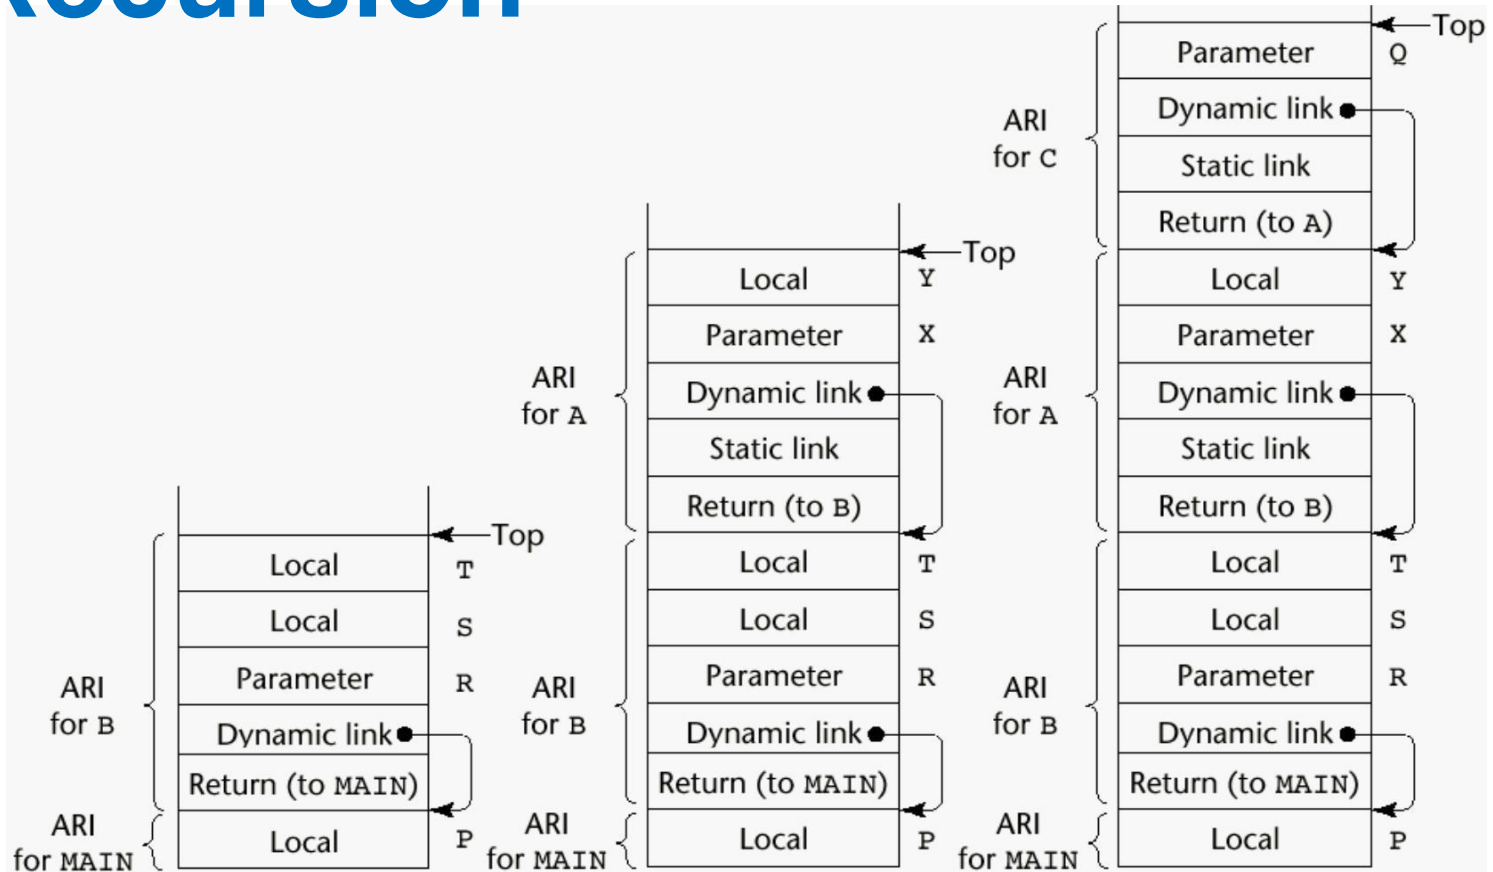 Recursion
Top
Parameter Q
Dynamic link
ARI
for C
Static link
Return (to A)
Top
Local Y
Parameter X
ARI
for A
Dynamic link
Static link
Return (to B)
Local Y
Parameter X
ARI
for A
Dynamic link
Static link
Return (to B)
Top
Local T
Local S
Parameter R
ARI
for B
Dynamic link
Return (to MAIN)
ARI
for MAIN
Local P
Local T
Local S
Parameter R
ARI
for B
Dynamic link
Return (to MAIN)
ARI
for MAIN
Local P
Local T
Local S
Parameter R
ARI
for B
Dynamic link
Return (to MAIN)
ARI
for MAIN
Local P